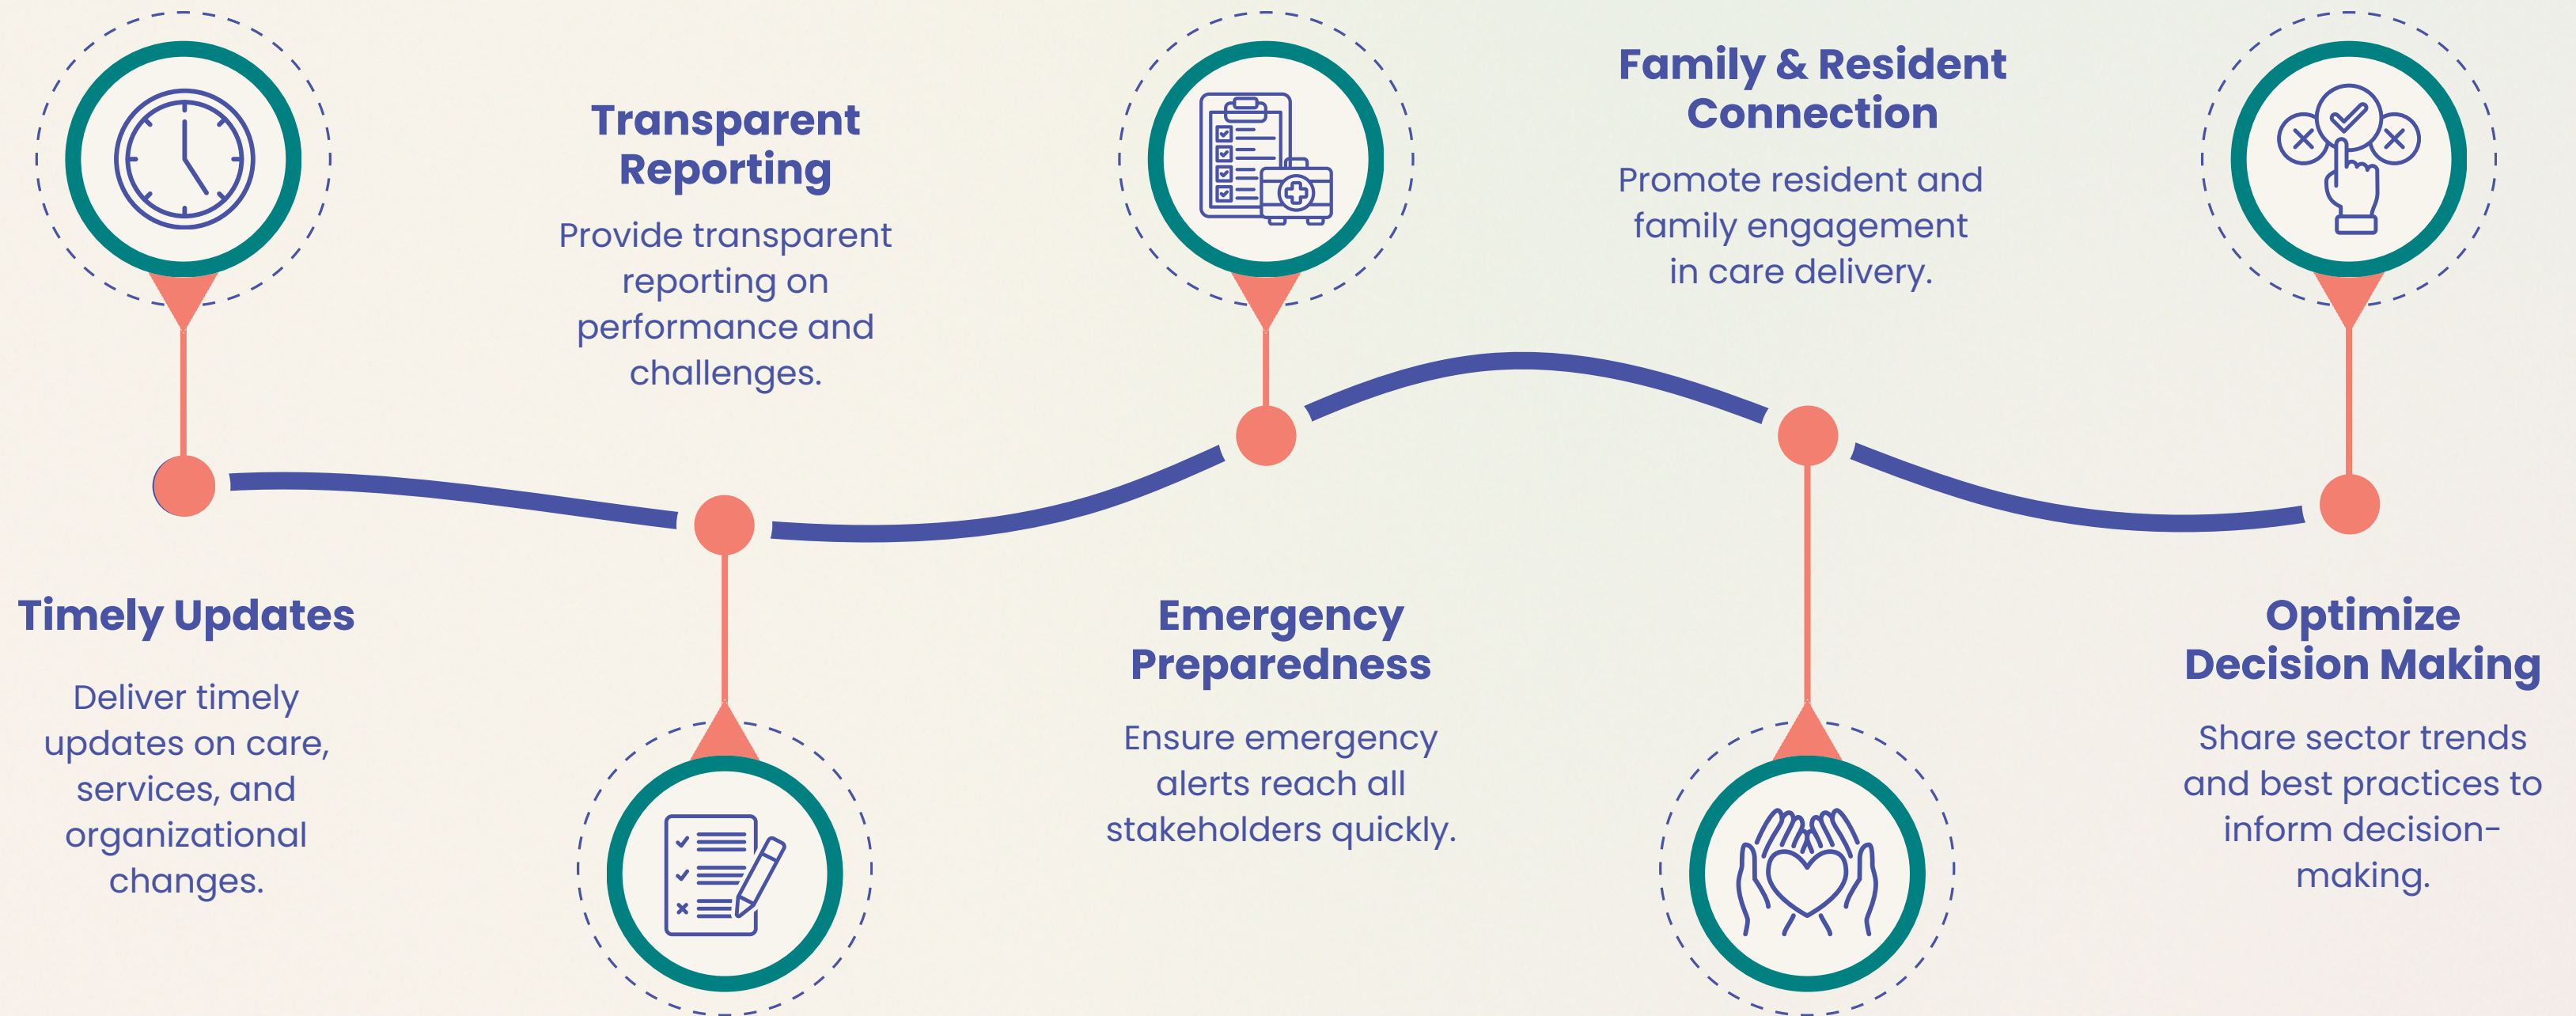 Timely Updates
Deliver timely
updates on care,
services, and
organizational
changes.
Transparent
Reporting
Provide transparent
reporting on
performance and
challenges.
Emergency
Preparedness
Ensure emergency
alerts reach all
stakeholders quickly.
Family & Resident
Connection
Promote resident and
family engagement
in care delivery.
Optimize
Decision Making
Share sector trends
and best practices to
inform decision-
making.